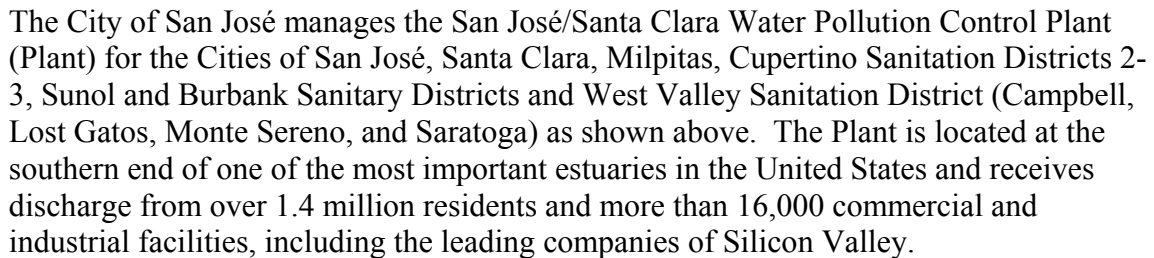 The City of San José manages the San José/Santa Clara Water Pollution Control Plant
(Plant) for the Cities of San José, Santa Clara, Milpitas, Cupertino Sanitation Districts 2-
3, Sunol and Burbank Sanitary Districts and West Valley Sanitation District (Campbell,
Lost Gatos, Monte Sereno, and Saratoga) as shown above.  The Plant is located at the
southern end of one of the most important estuaries in the United States and receives
discharge from over 1.4 million residents and more than 16,000 commercial and
industrial facilities, including the leading companies of Silicon Valley.